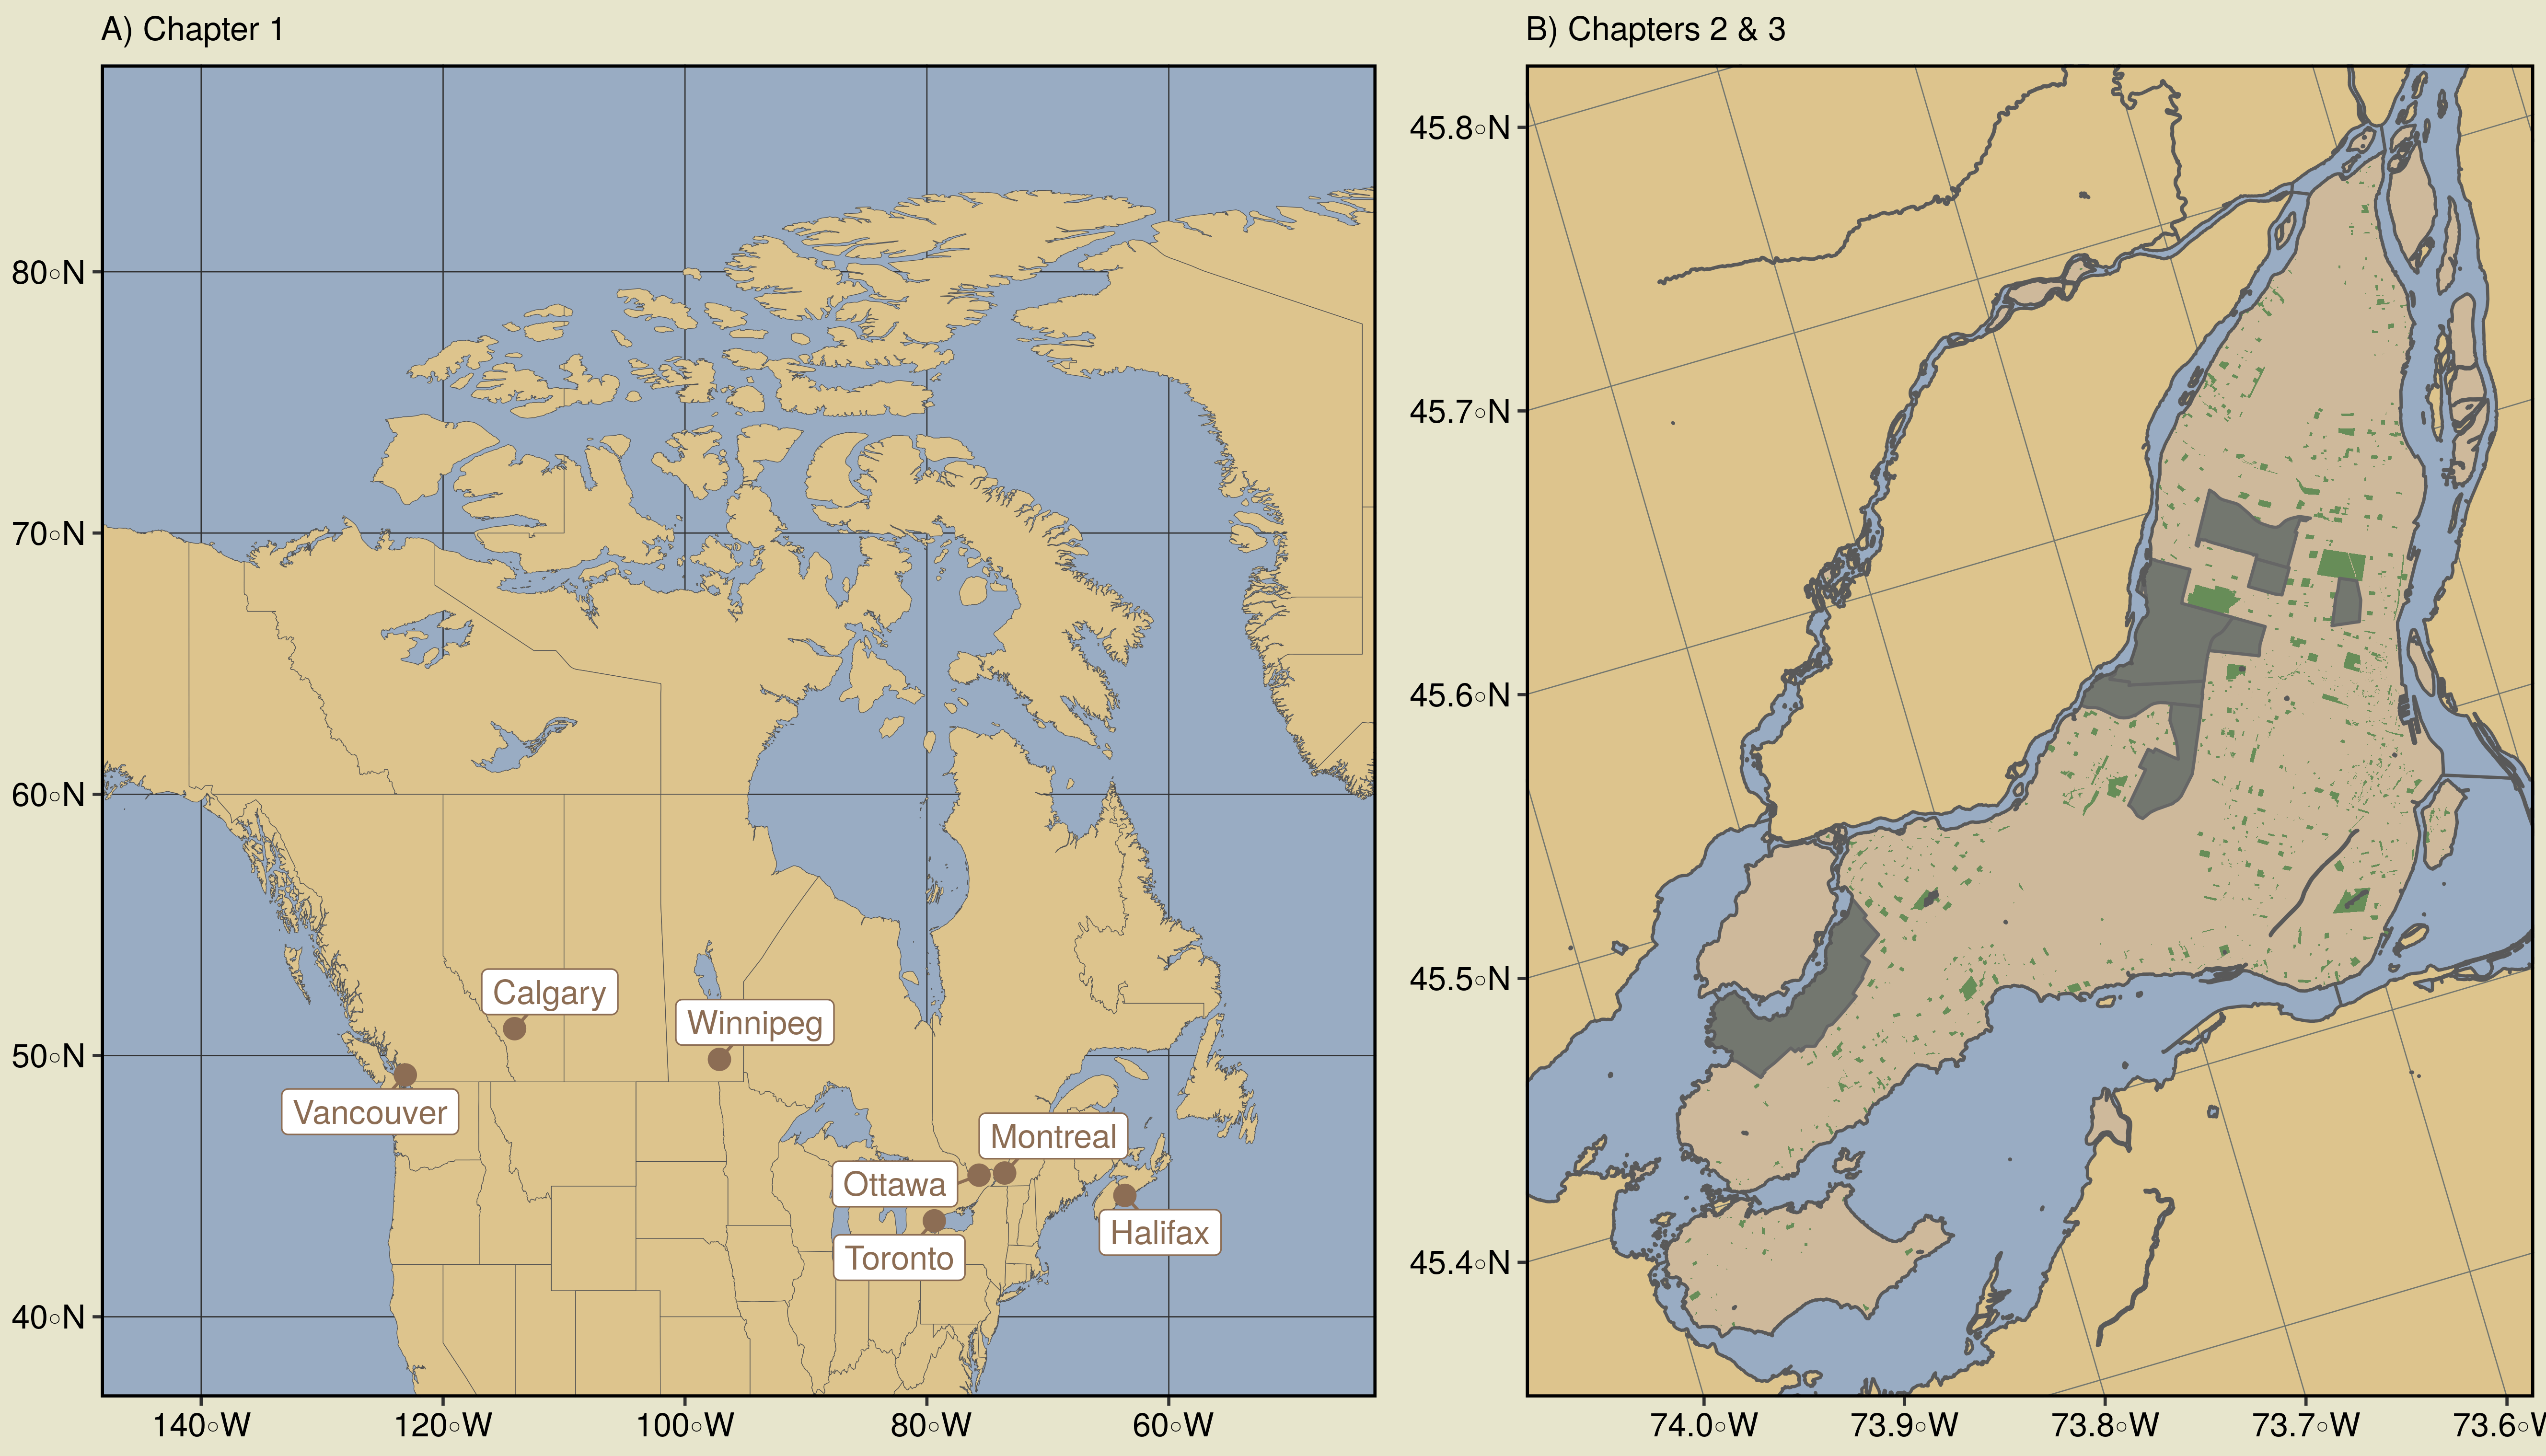 A) Chapter 1
B) Chapters 2 & 3
80°N
70°N
60°N
50°N
40°N
140°W
120°W
100°W
80°W
60°W
Calgary
Winnipeg
Vancouver
Montreal
Ottawa
Toronto
Halifax
45.8°N
45.7°N
45.6°N
45.5°N
45.4°N
74.0°W
73.9°W
73.8°W
73.7°W
73.6°W